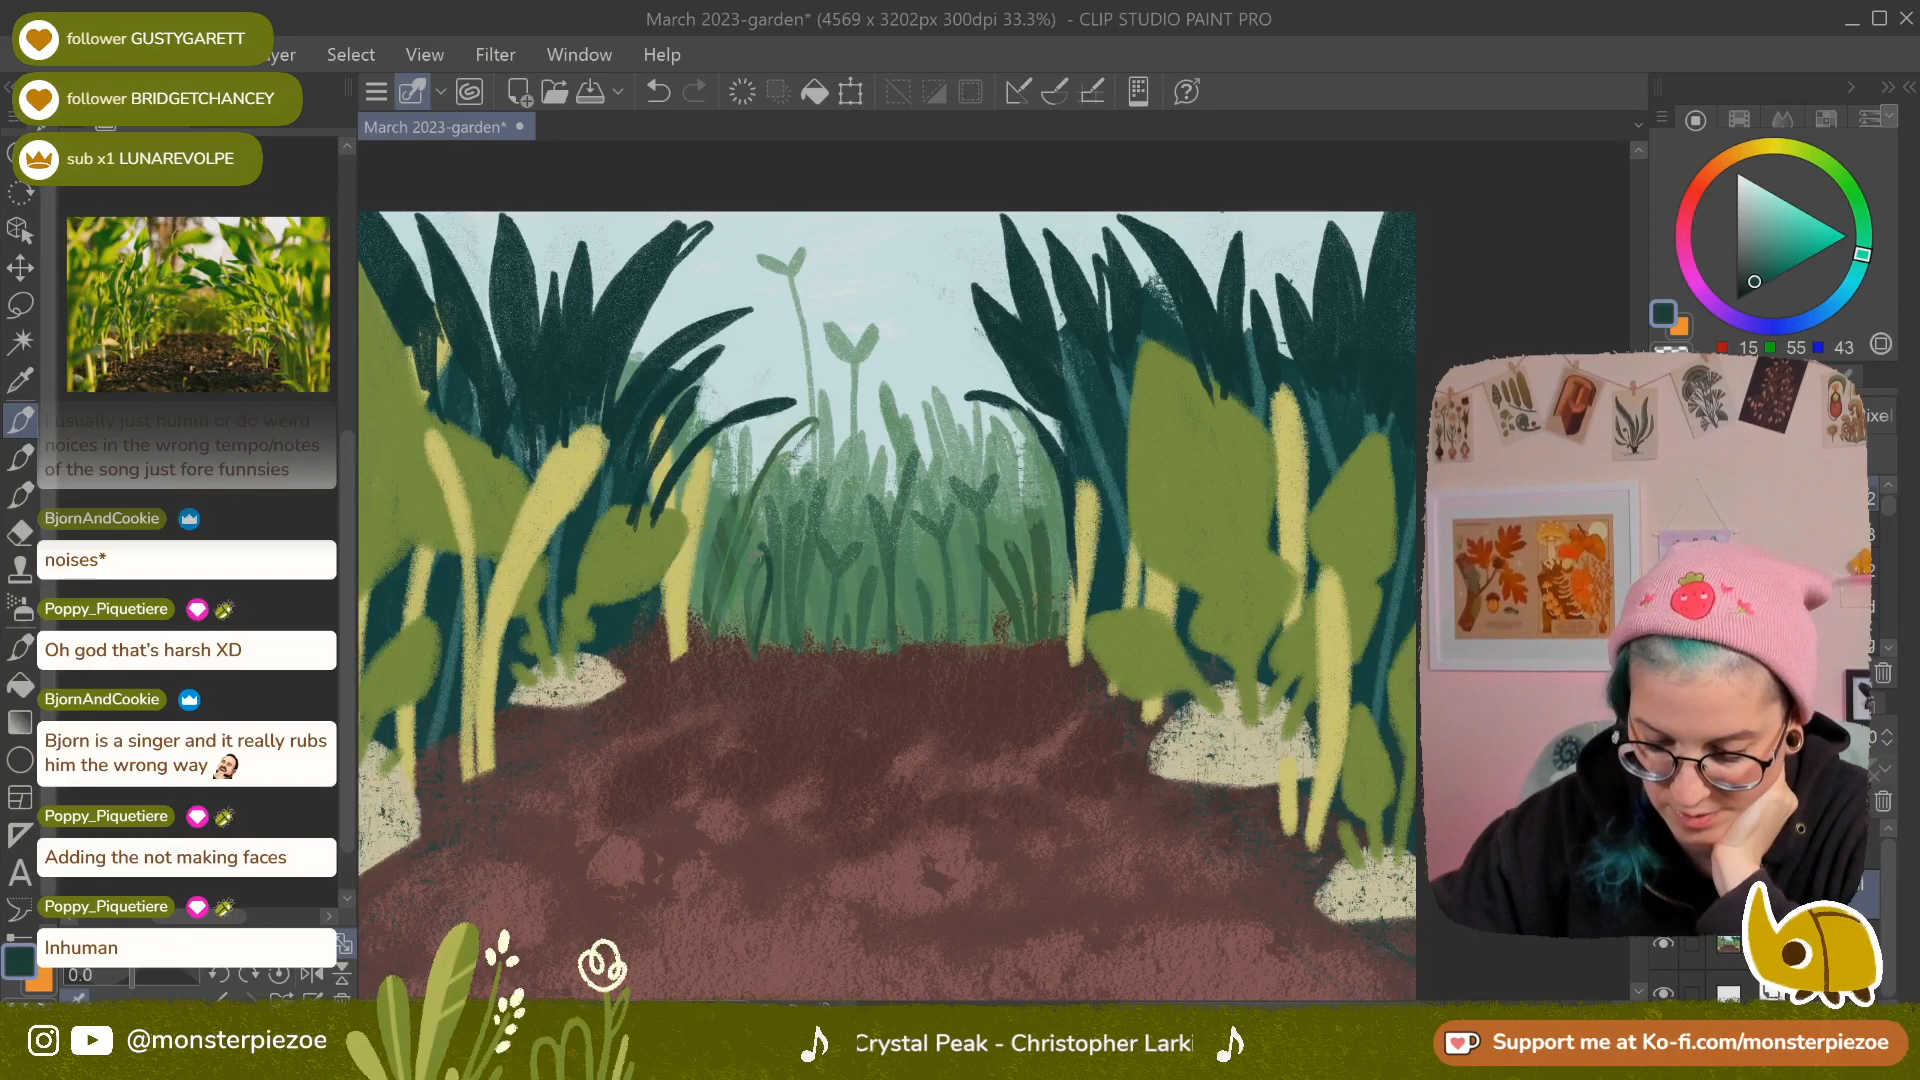 March 2023-garden* (4569 x 3202px 300dpi 33.3%) - CLIP STUDIO PAINT PRO
follower GUSTYGARETT
Select View Filter Window Help
follower BRIDGETCHANCEY
March 2023-garden*
sub x1 LUNAREVOLPE
15 55 43
I usually just humm or do weird
noices in the wrong tempo/notes
of the song just fore funnsies
BjornAndCookie
noises*
Poppy_Piquetiere
Oh god that's harsh XD
BjornAndCookie
Bjorn is a singer and it really rubs
him the wrong way
Poppy_Piquetiere
Adding the not making faces
Poppy_Piquetiere
Inhuman
0.0
@monsterpiezoe
Crystal Peak - Christopher Larki
Support me at Ko-fi.com/monsterpiezoe